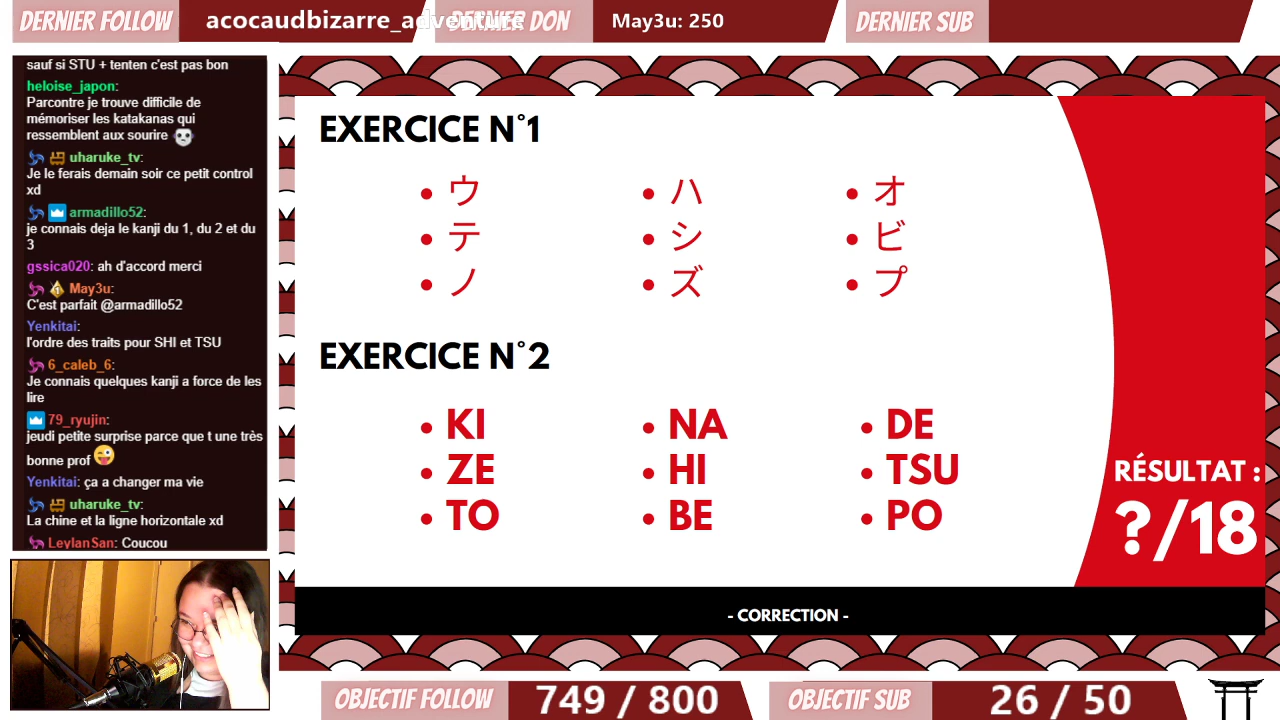 DERNIER FOLLOW
acocaudbizarre_adventure
DERNIER DON
May3u: 250
DERNIER SUB
sauf si STU + tenten c'est pas bon
heloise_japon:
Parcontre je trouve difficile de
mémoriser les katakanas qui
ressemblent aux sourire
uharuke_tv:
Je le ferais demain soir ce petit control
xd
armadillo52:
je connais deja le kanji du 1, du 2 et du
3
gssica020: ah d'accord merci
May3u:
C'est parfait @armadillo52
Yenkitai:
l'ordre des traits pour SHI et TSU
6_caleb_6:
Je connais quelques kanji a force de les
lire
79_ryujin:
jeudi petite surprise parce que t une très
bonne prof
Yenkitai: ça a changer ma vie
uharuke_tv:
La chine et la ligne horizontale xd
LeylanSan: Coucou
EXERCICE N°1
• ウ • ハ • オ
• テ • シ • ビ
• ノ • ズ • プ
EXERCICE N°2
• KI • NA • DE
• ZE • HI • TSU
• TO • BE • PO
RÉSULTAT :
?/18
- CORRECTION -
OBJECTIF FOLLOW
749 / 800
OBJECTIF SUB
26 / 50